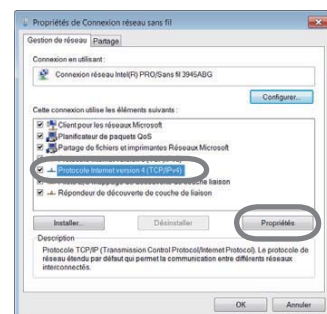 Propriétés de Connexion réseau sans fil
Gestion de réseau Partage
Connexion en utilisant :
Connexion réseau Intel(R) PRO/Sans fil 3945ABG
Configurer...
Cette connexion utilise les éléments suivants :
Client pour les réseaux Microsoft
Planificateur de paquets QoS
Partage de fichiers et imprimantes Réseaux Microsoft
Protocole Internet version 4 (TCP/IPv4)
découverte de couche liaison
Répondeur de découverte de couche de liaison
Installer... Désinstaller Propriétés
Description
Protocole TCP/IP (Transmission Control Protocol/Internet Protocol). Le protocole de
réseau étendu par défaut qui permet la communication entre différents réseaux
interconnectés.
OK Annuler